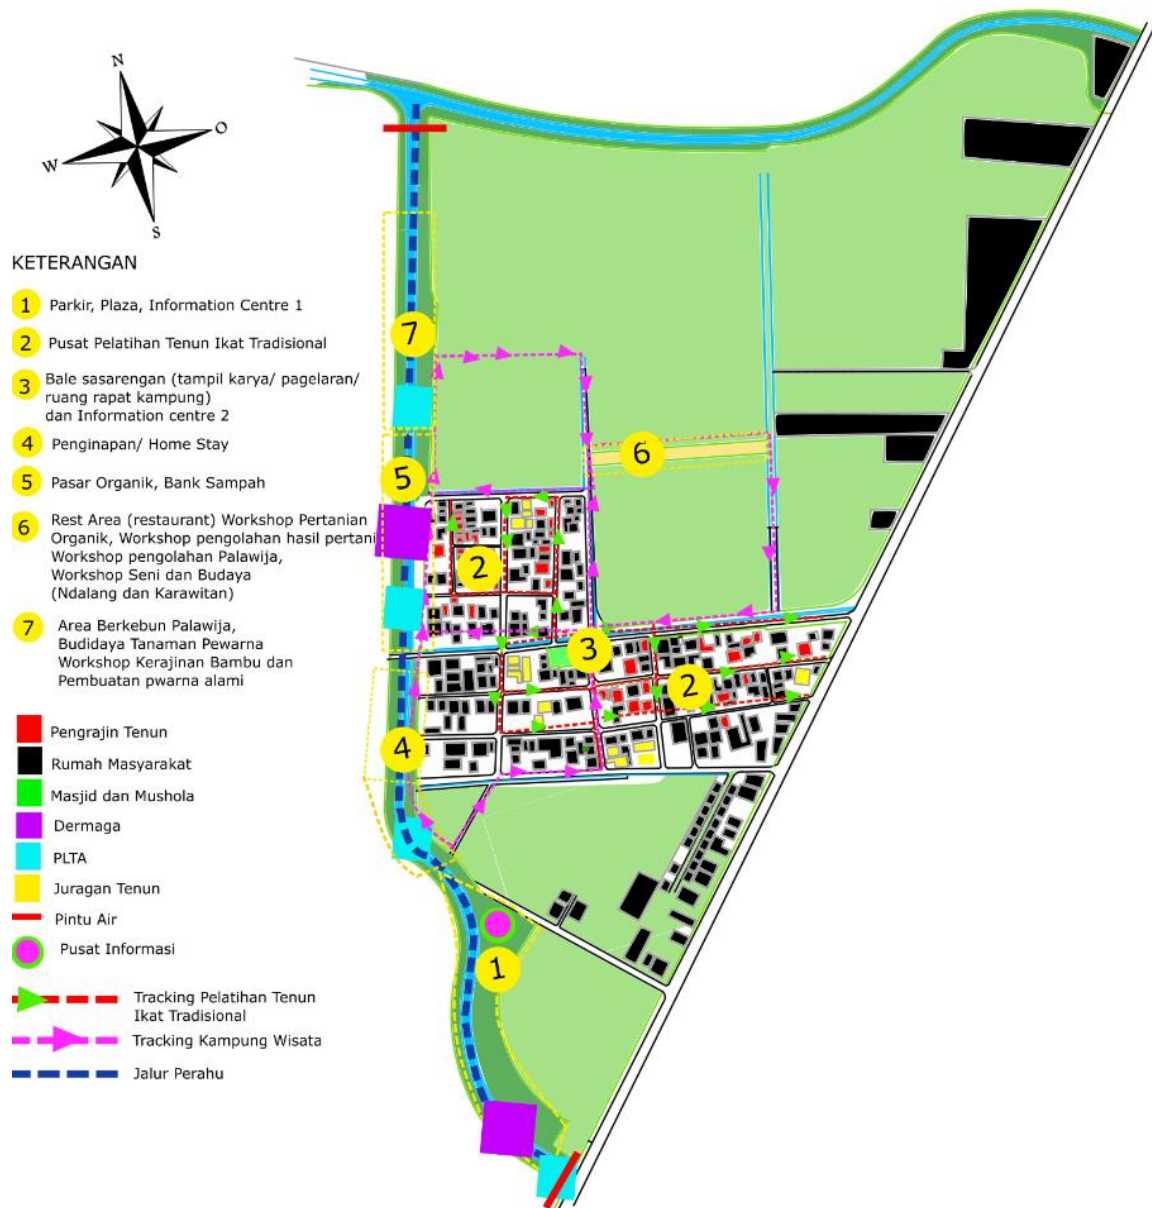 N
O
W
S
KETERANGAN
1 Parkir, Plaza, Information Centre 1
2 Pusat Pelatihan Tenun Ikat Tradisional
3 Bale sasarengan (tampil karya/ pagelaran/
ruang rapat kampung)
dan Information centre 2
4 Penginapan/ Home Stay
5 Pasar Organik, Bank Sampah
6 Rest Area (restaurant) Workshop Pertanian
Organik, Workshop pengolahan hasil pertani
Workshop pengolahan Palawija,
Workshop Seni dan Budaya
(Ndalang dan Karawitan)
7 Area Berkebun Palawija,
Budidaya Tanaman Pewarna
Workshop Kerajinan Bambu dan
Pembuatan pwarna alami
Pengrajin Tenun
Rumah Masyarakat
Masjid dan Mushola
Dermaga
PLTA
Juragan Tenun
Pintu Air
Pusat Informasi
Tracking Pelatihan Tenun
Ikat Tradisional
Tracking Kampung Wisata
Jalur Perahu
7
6
5
2
3
2
4
1